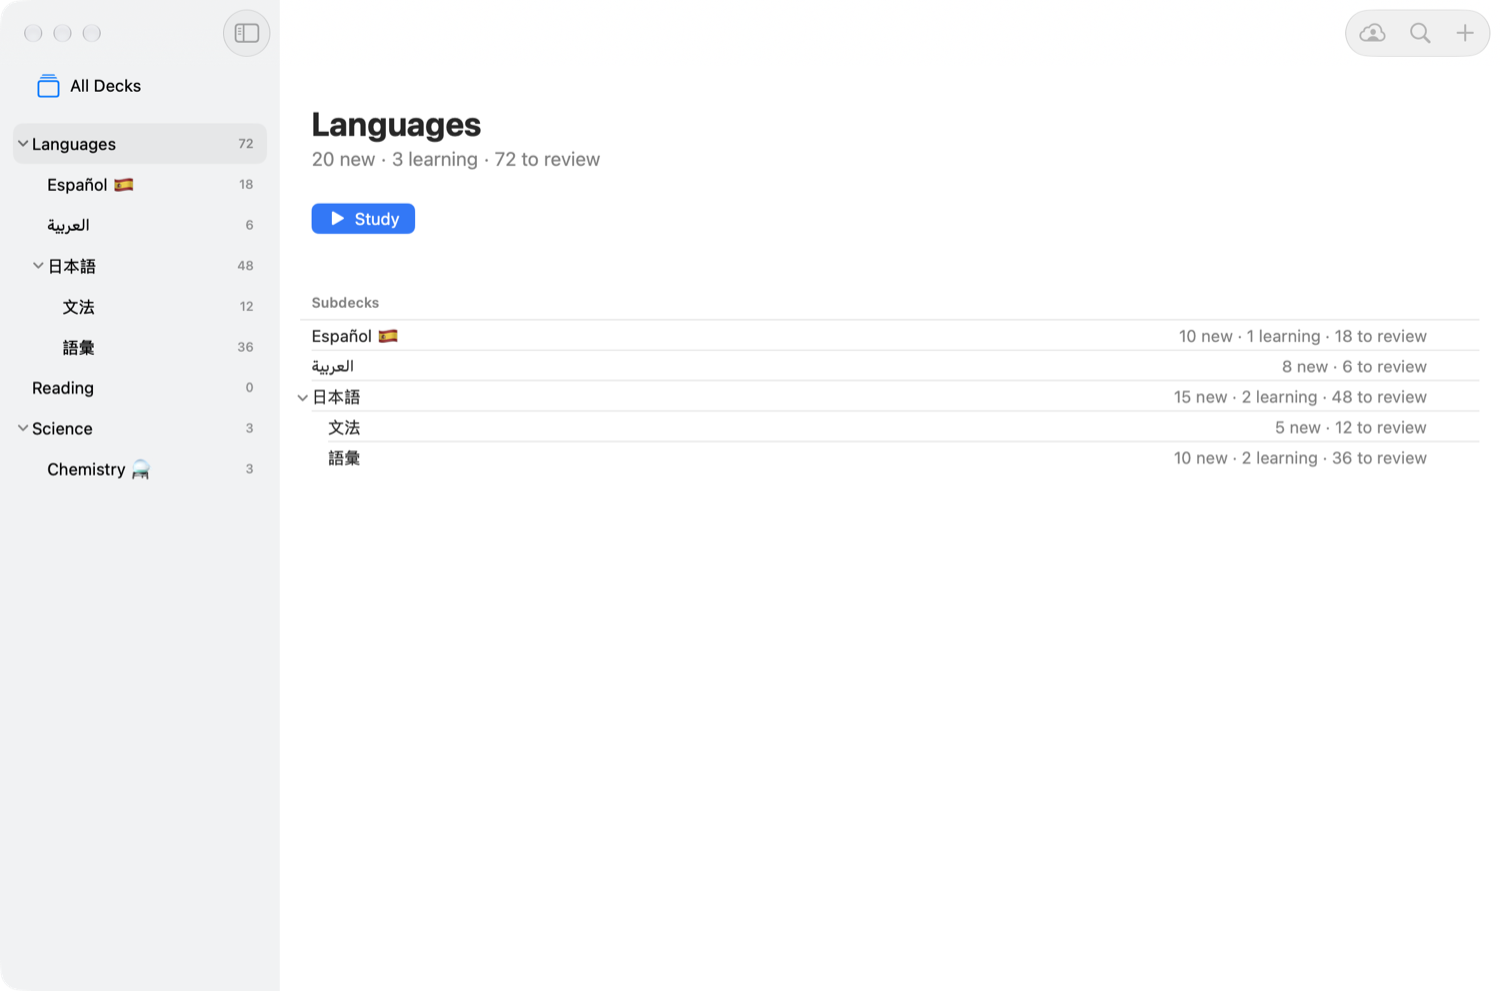 All Decks
Languages 72
Español 🇪🇸 18
العربية 6
日本語 48
文法 12
語彙 36
Reading 0
Science 3
Chemistry 3
Languages
20 new · 3 learning · 72 to review
Study
Subdecks
Español 🇪🇸 10 new · 1 learning · 18 to review
العربية 8 new · 6 to review
日本語 15 new · 2 learning · 48 to review
文法 5 new · 12 to review
語彙 10 new · 2 learning · 36 to review